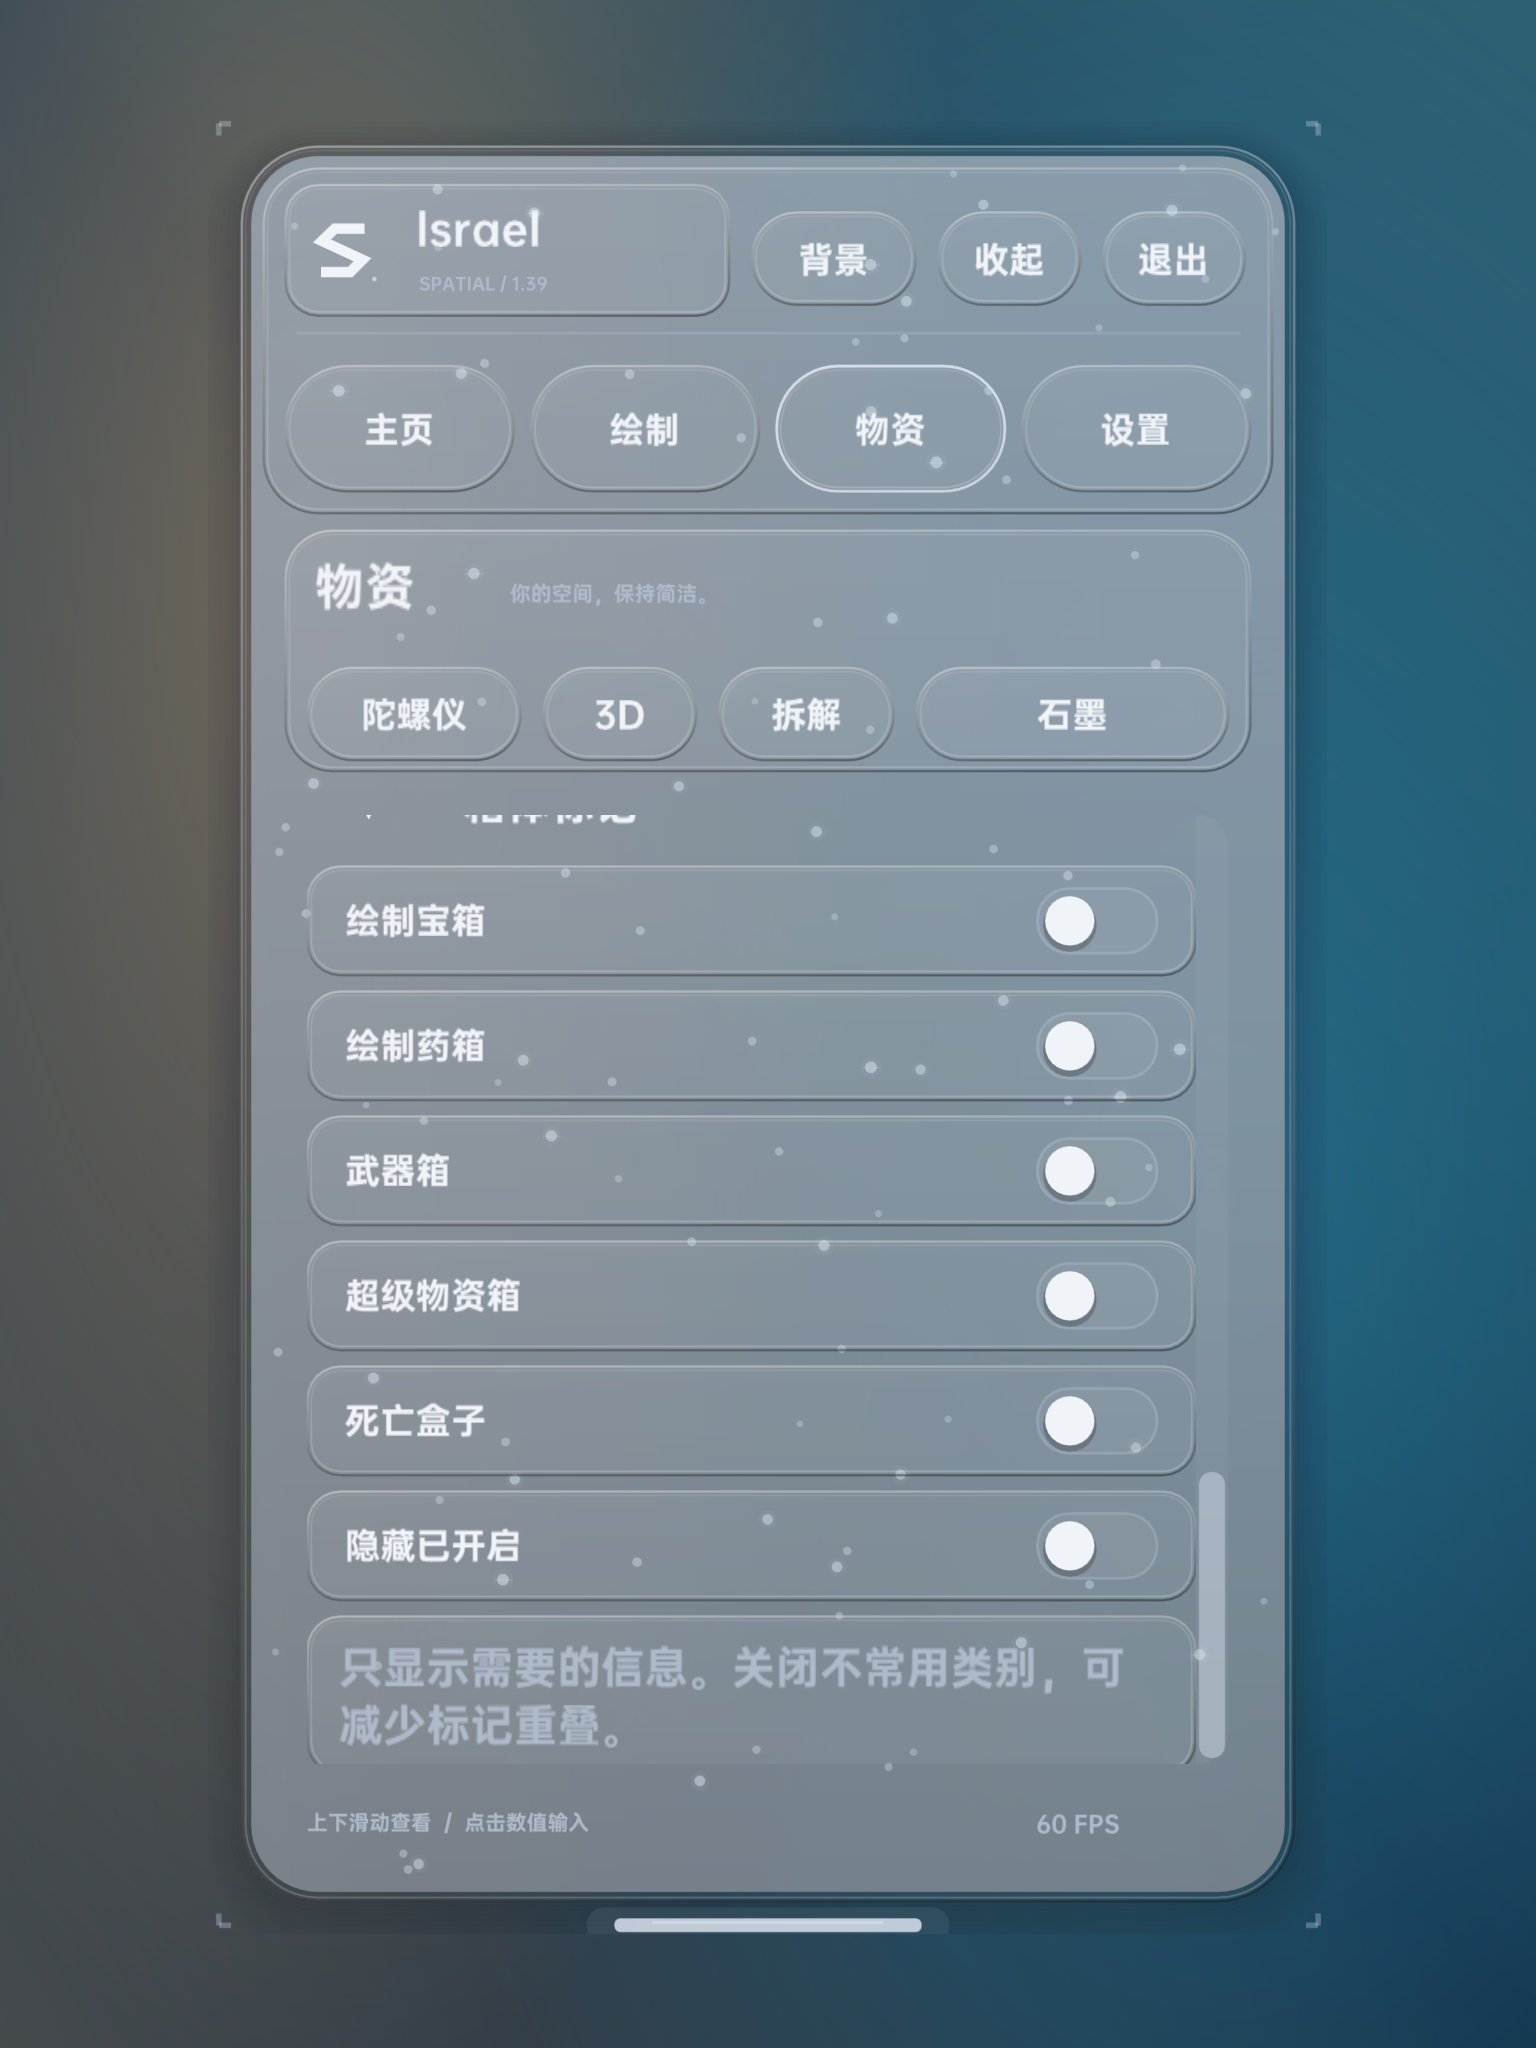 Israel
SPATIAL / 1.39
背景
收起
退出
主页
绘制
物资
设置
物资
你的空间，保持简洁。
陀螺仪
3D
拆解
石墨
绘制宝箱
绘制药箱
武器箱
超级物资箱
死亡盒子
隐藏已开启
只显示需要的信息。关闭不常用类别，可
减少标记重叠。
上下滑动查看 / 点击数值输入
60 FPS